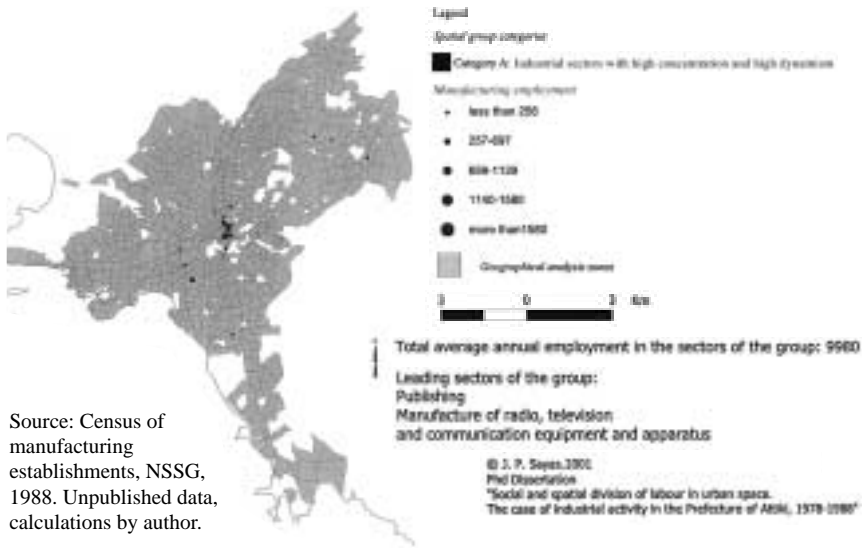 Legend
Spatial group categories
Category A: Industrial sectors with high concentration and high dynamism
Manufacturing employment
less than 256
257-697
698-1139
1140-1580
more than1580
Geographical analysis zones
3 0 3 Km
Total average annual employment in the sectors of the group: 9980
Leading sectors of the group:
Publishing
Manufacture of radio, television
and communication equipment and apparatus
Source: Census of
manufacturing
establishments, NSSG,
1988. Unpublished data,
calculations by author.
© J. P. Sayas,2001
Phd Dissertation
"Social and spatial division of labour in urban space.
The case of industrial activity in the Prefecture of Attiki, 1978-1988"